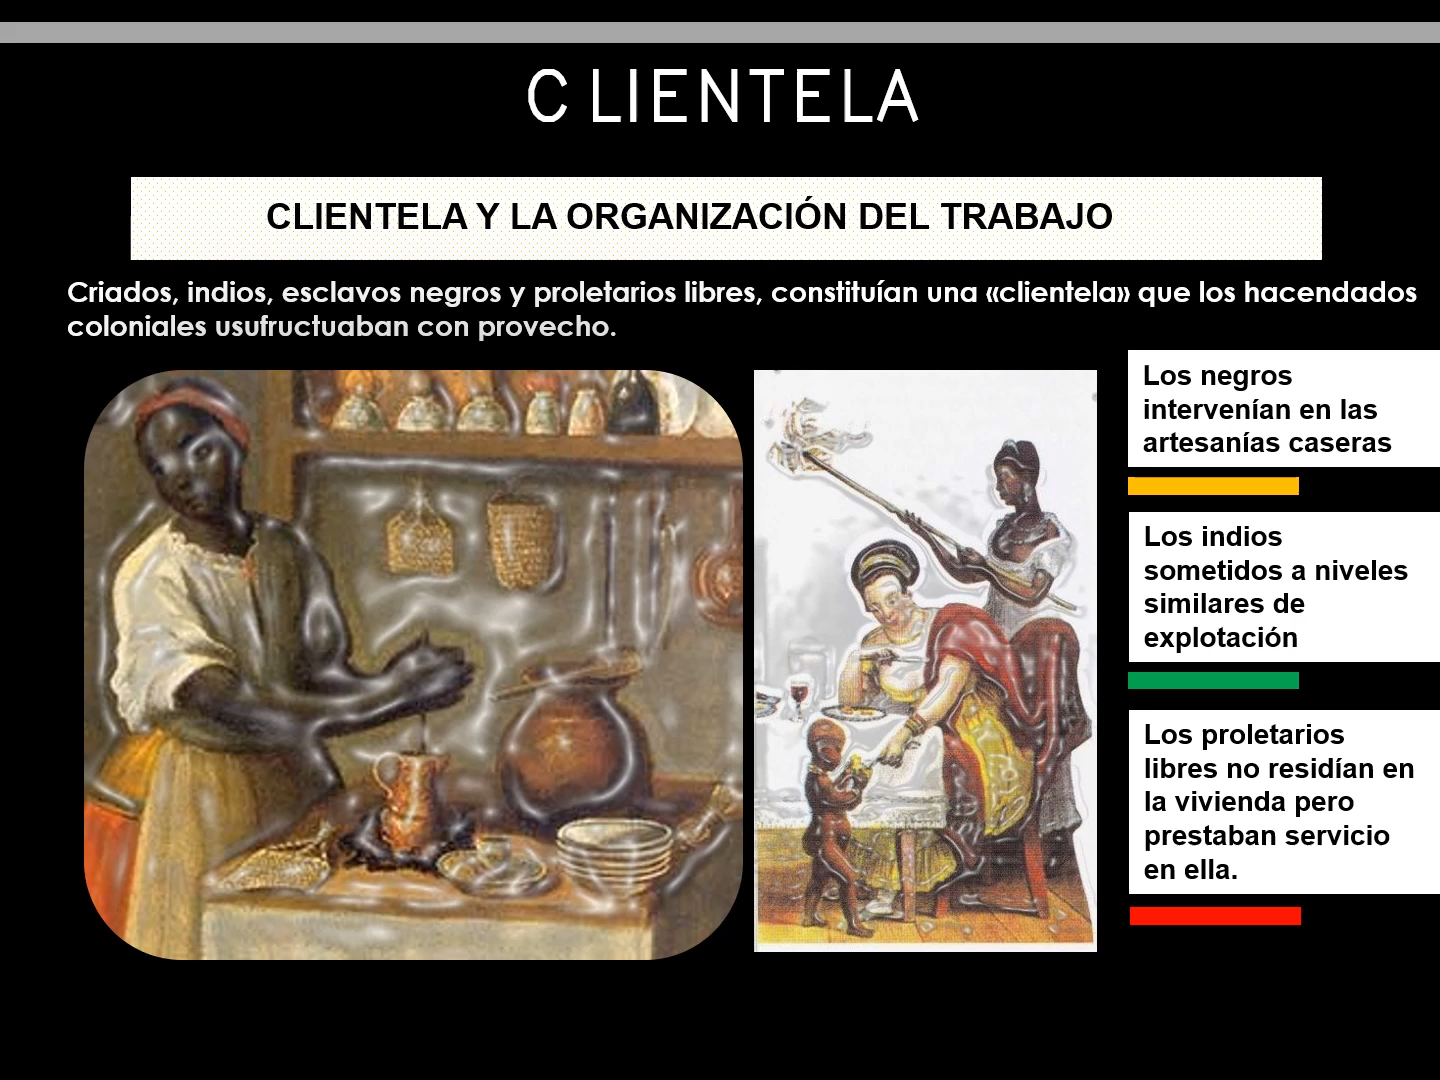 CLIENTELA
CLIENTELA Y LA ORGANIZACIÓN DEL TRABAJO
Criados, indios, esclavos negros y proletarios libres, constituían una «clientela» que los hacendados
coloniales usufructuaban con provecho.
Los negros
intervenían en las
artesanías caseras
Los indios
sometidos a niveles
similares de
explotación
Los proletarios
libres no residían en
la vivienda pero
prestaban servicio
en ella.